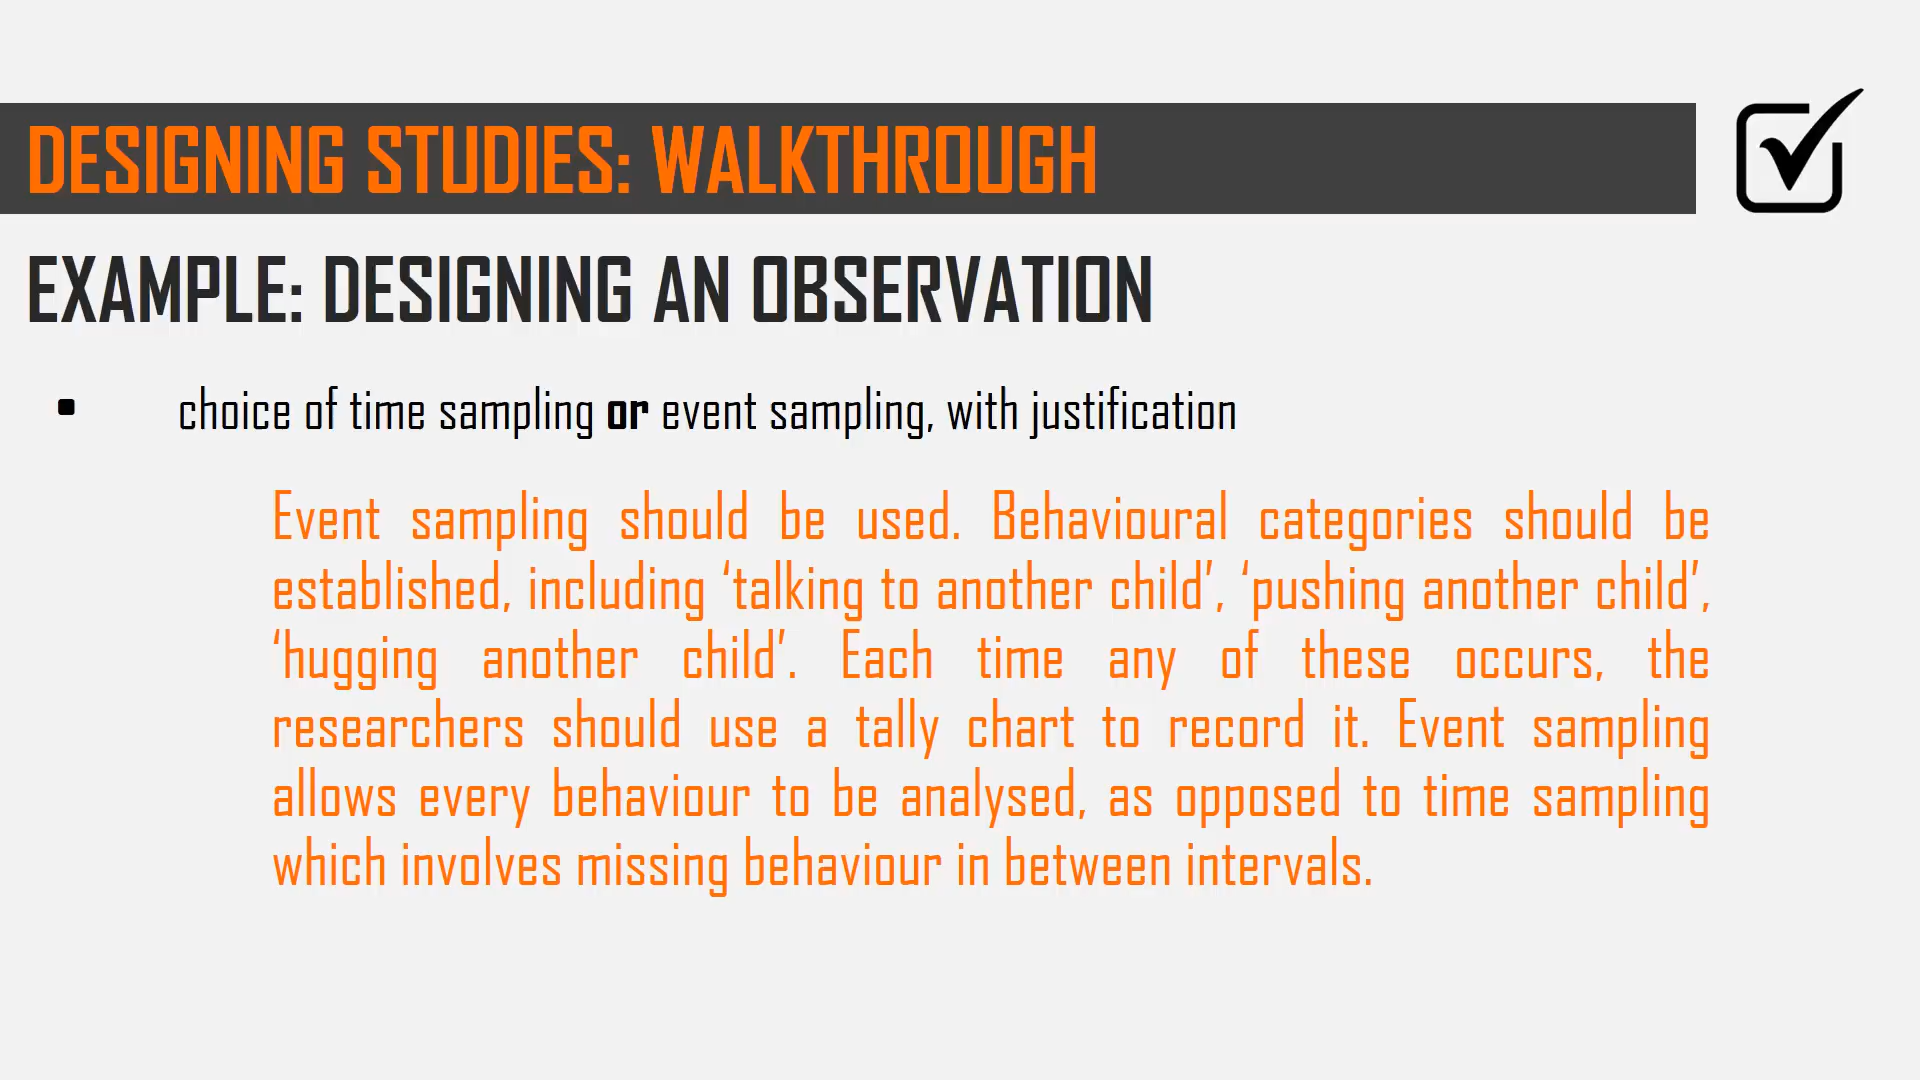 DESIGNING STUDIES: WALKTHROUGH
EXAMPLE: DESIGNING AN OBSERVATION
▪ choice of time sampling or event sampling, with justification
Event sampling should be used. Behavioural categories should be
established, including ‘talking to another child’, ‘pushing another child’,
‘hugging another child’. Each time any of these occurs, the
researchers should use a tally chart to record it. Event sampling
allows every behaviour to be analysed, as opposed to time sampling
which involves missing behaviour in between intervals.